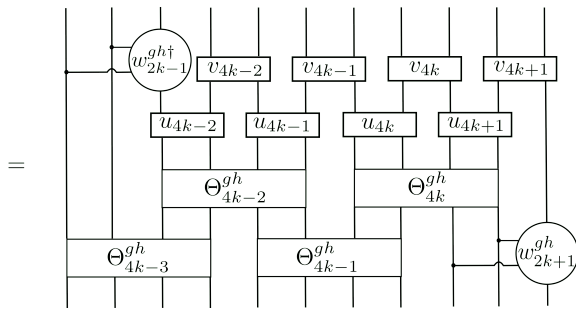 w_{2k-1}^{gh†} v_{4k-2} v_{4k-1} v_{4k} v_{4k+1}
u_{4k-2} u_{4k-1} u_{4k} u_{4k+1}
=
Θ_{4k-2}^{gh} Θ_{4k}^{gh}
Θ_{4k-3}^{gh} Θ_{4k-1}^{gh} w_{2k+1}^{gh}